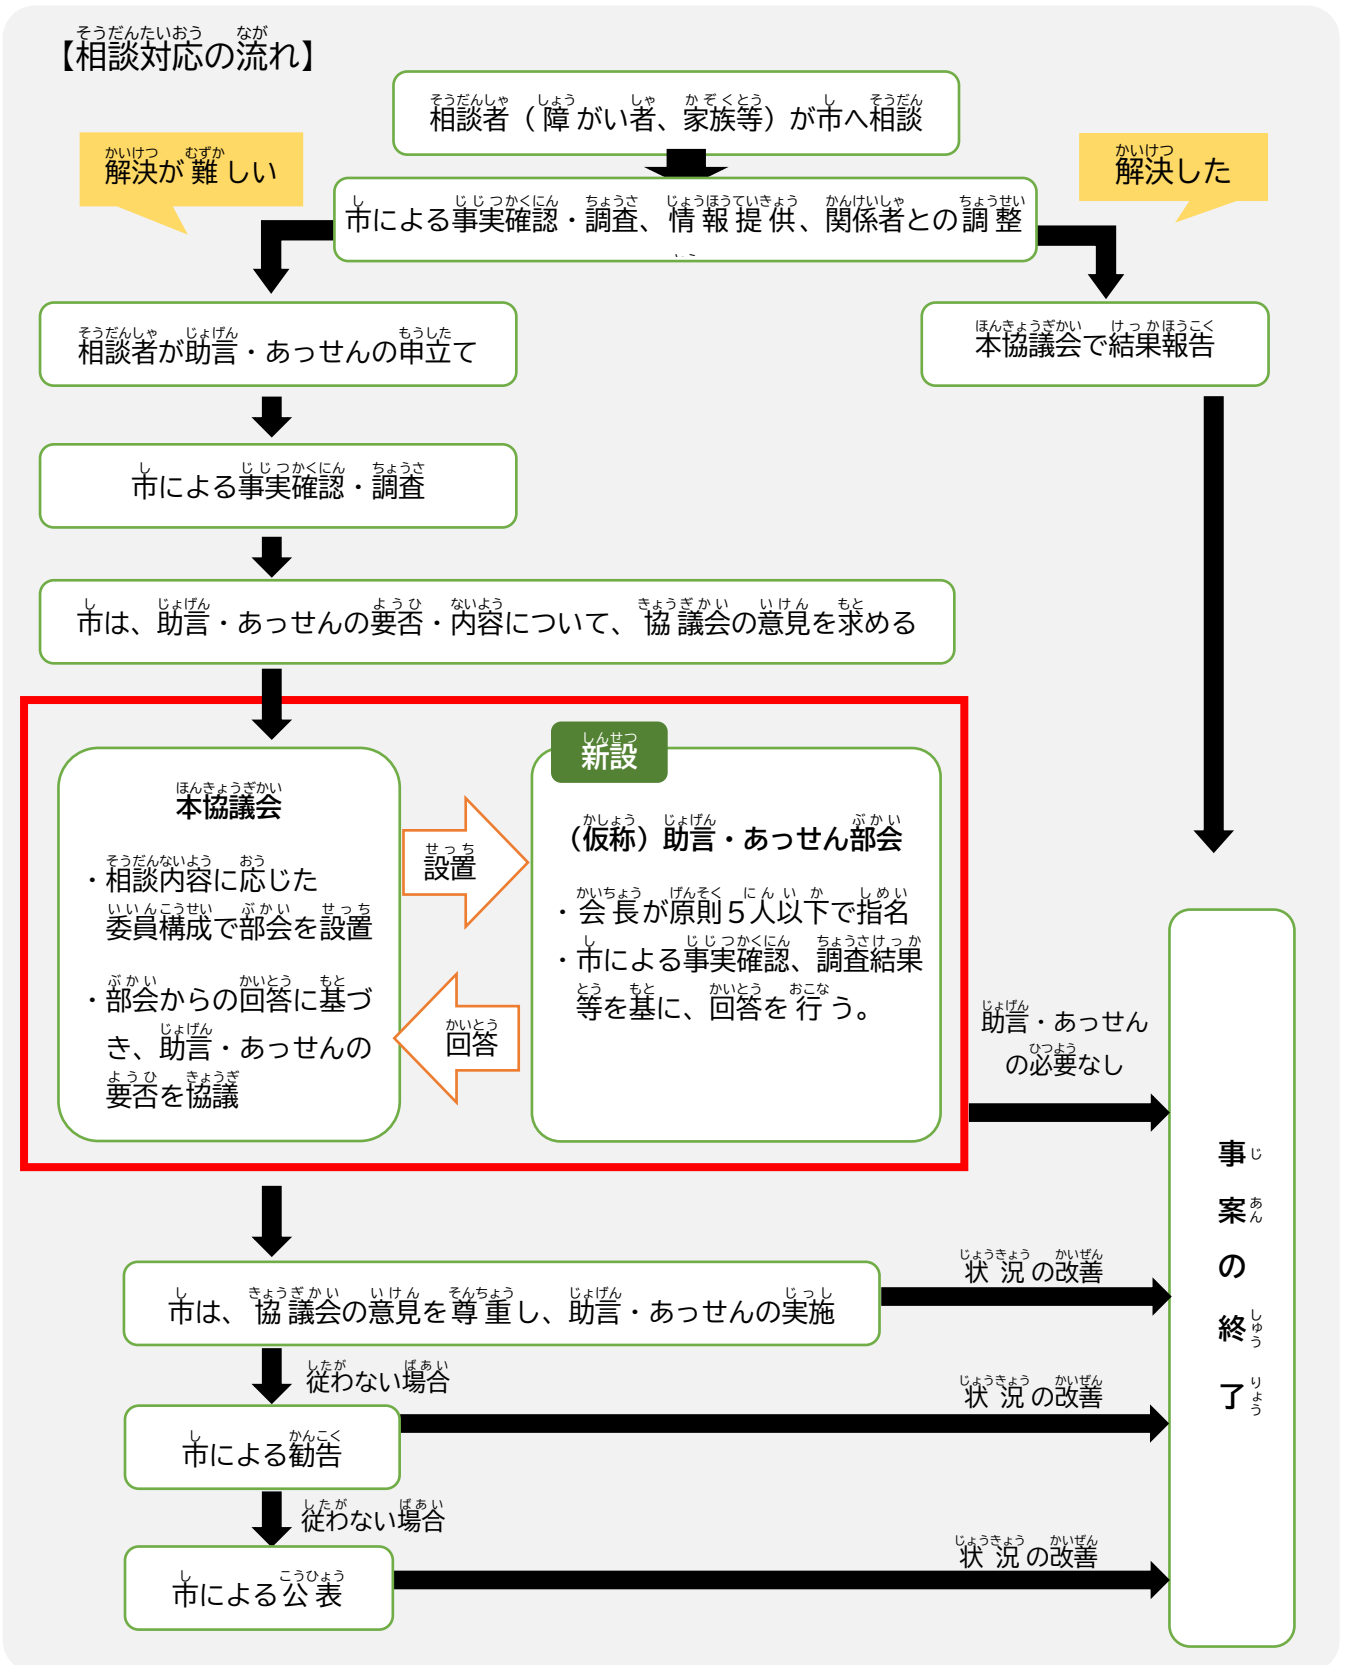 【相談対応の流れ】
相談者（障がい者、家族等）が市へ相談
解決が難しい
解決した
市による事実確認・調査、情報提供、関係者との調整
相談者が助言・あっせんの申立て
本協議会で結果報告
市による事実確認・調査
市は、助言・あっせんの要否・内容について、協議会の意見を求める
本協議会
・相談内容に応じた
委員構成で部会を設置
・部会からの回答に基づ
き、助言・あっせんの
要否を協議
設置
回答
新設
（仮称）助言・あっせん部会
・会長が原則５人以下で指名
・市による事実確認、調査結果
等を基に、回答を行う。
助言・あっせん
の必要なし
事案の終了
市は、協議会の意見を尊重し、助言・あっせんの実施
状況の改善
従わない場合
市による勧告
状況の改善
従わない場合
市による公表
状況の改善